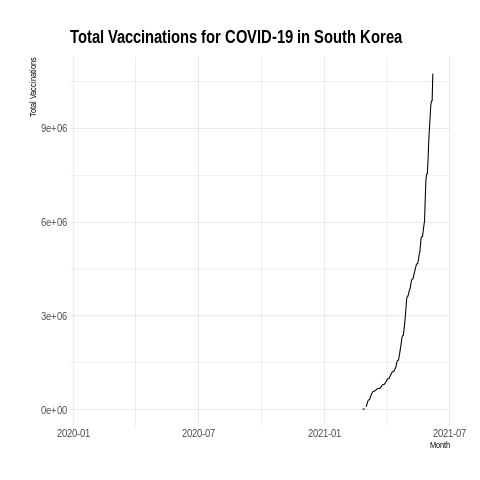 Total Vaccinations for COVID-19 in South Korea
Total Vaccinations
9e+06
6e+06
3e+06
0e+00
2020-01 2020-07 2021-01 2021-07
Month